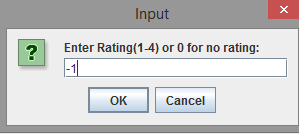 Input
Enter Rating(1-4) or 0 for no rating:
-1
OK
Cancel